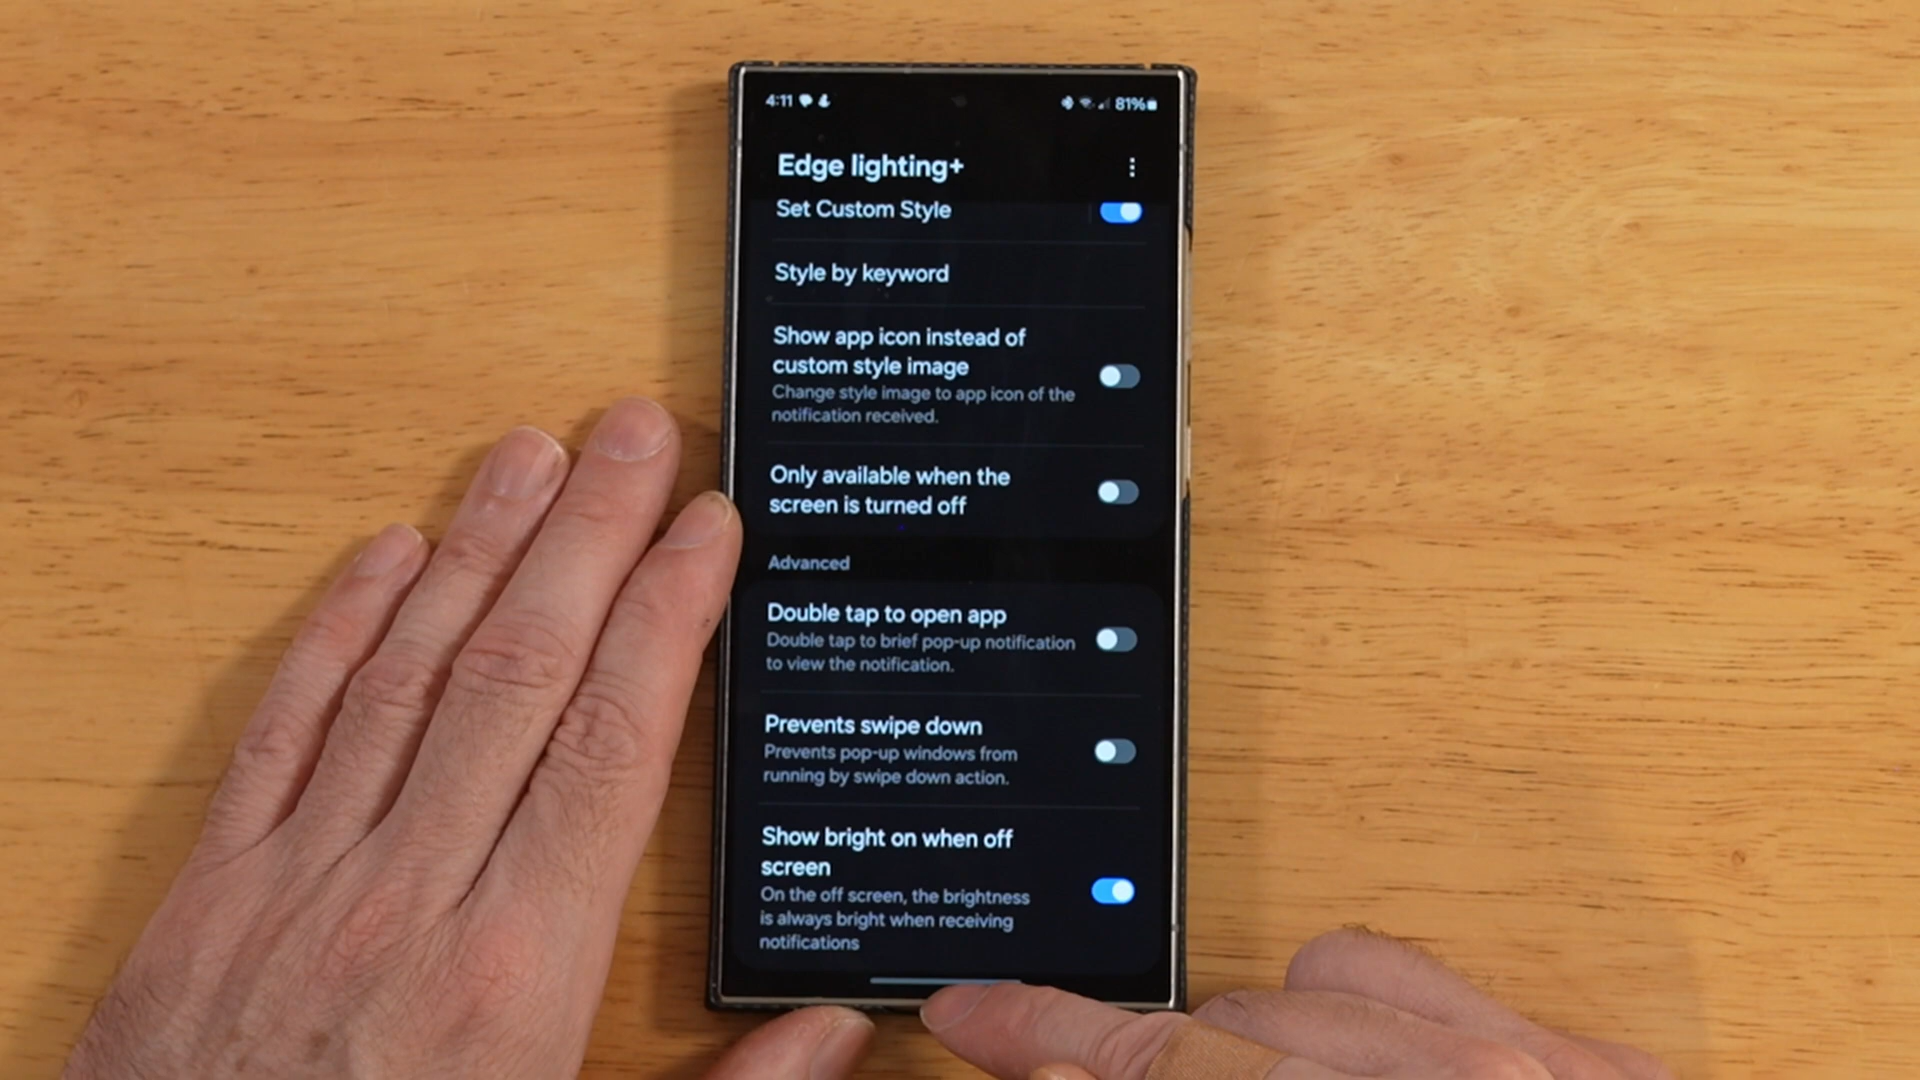 4:11 81%
Edge lighting+
Set Custom Style
Style by keyword
Show app icon instead of
custom style image
Change style image to app icon of the
notification received.
Only available when the
screen is turned off
Advanced
Double tap to open app
Double tap to brief pop-up notification
to view the notification.
Prevents swipe down
Prevents pop-up windows from
running by swipe down action.
Show bright on when off
screen
On the off screen, the brightness
is always bright when receiving
notifications